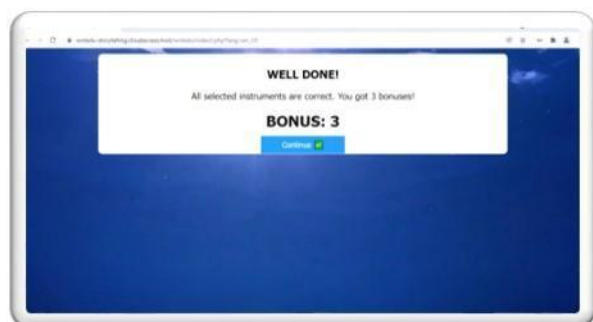 WELL DONE!
All selected instruments are correct. You got 3 bonuses!
BONUS: 3
Continue